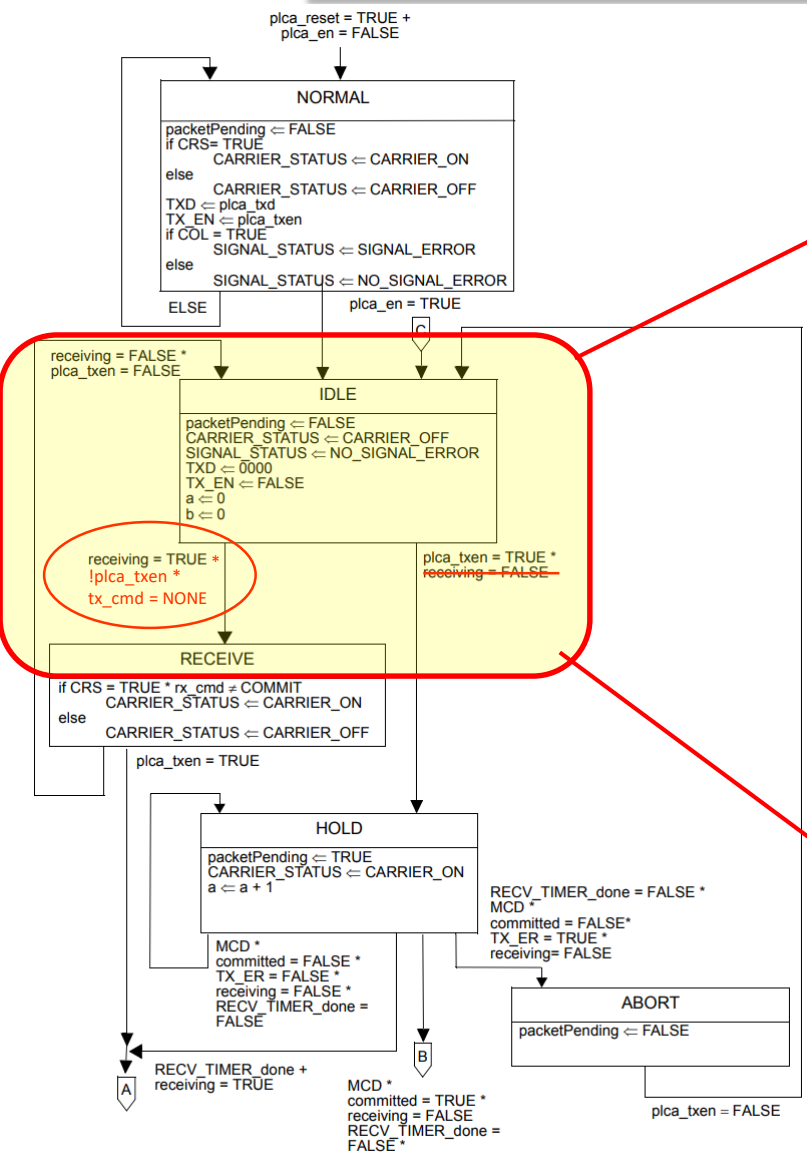 plca_reset = TRUE +
plca_en = FALSE
NORMAL
packetPending ⇐ FALSE
if CRS= TRUE
CARRIER_STATUS ⇐ CARRIER_ON
else
CARRIER_STATUS ⇐ CARRIER_OFF
TXD ⇐ plca_txd
TX_EN ⇐ plca_txen
if COL = TRUE
SIGNAL_STATUS ⇐ SIGNAL_ERROR
else
SIGNAL_STATUS ⇐ NO_SIGNAL_ERROR
ELSE
plca_en = TRUE
C
receiving = FALSE *
plca_txen = FALSE
IDLE
packetPending ⇐ FALSE
CARRIER_STATUS ⇐ CARRIER_OFF
SIGNAL_STATUS ⇐ NO_SIGNAL_ERROR
TXD ⇐ 0000
TX_EN ⇐ FALSE
a ⇐ 0
b ⇐ 0
receiving = TRUE *
!plca_txen *
tx_cmd = NONE
plca_txen = TRUE *
receiving = FALSE
RECEIVE
if CRS = TRUE * rx_cmd ≠ COMMIT
CARRIER_STATUS ⇐ CARRIER_ON
else
CARRIER_STATUS ⇐ CARRIER_OFF
plca_txen = TRUE
HOLD
packetPending ⇐ TRUE
CARRIER_STATUS ⇐ CARRIER_ON
a ⇐ a + 1
MCD *
committed = FALSE *
TX_ER = FALSE *
receiving = FALSE *
RECV_TIMER_done =
FALSE
RECV_TIMER_done = FALSE *
MCD *
committed = FALSE*
TX_ER = TRUE *
receiving= FALSE
ABORT
packetPending ⇐ FALSE
A
RECV_TIMER_done +
receiving = TRUE
B
MCD *
committed = TRUE *
receiving = FALSE
RECV_TIMER_done =
FALSE *
plca_txen = FALSE